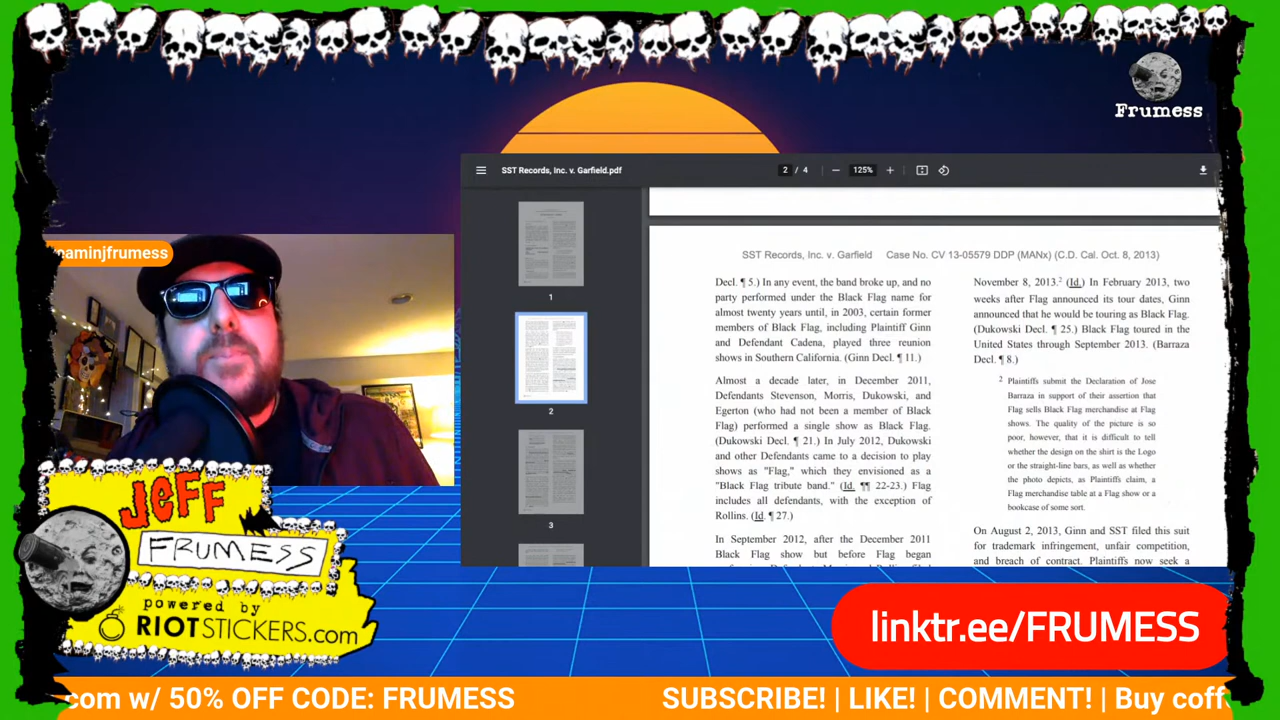 Frumess
SST Records, Inc. v. Garfield.pdf
2 / 4
125%
1
2
3
SST Records, Inc. v. Garfield Case No. CV 13-05579 DDP (MANx) (C.D. Cal. Oct. 8, 2013)
Decl. ¶ 5.) In any event, the band broke up, and no
party performed under the Black Flag name for
almost twenty years until, in 2003, certain former
members of Black Flag, including Plaintiff Ginn
and Defendant Cadena, played three reunion
shows in Southern California. (Ginn Decl. ¶ 11.)
Almost a decade later, in December 2011,
Defendants Stevenson, Morris, Dukowski, and
Egerton (who had not been a member of Black
Flag) performed a single show as Black Flag.
(Dukowski Decl. ¶ 21.) In July 2012, Dukowski
and other Defendants came to a decision to play
shows as "Flag," which they envisioned as a
"Black Flag tribute band." (Id. ¶¶ 22-23.) Flag
includes all defendants, with the exception of
Rollins. (Id. ¶ 27.)
In September 2012, after the December 2011
Black Flag show but before Flag began
November 8, 2013.2 (Id.) In February 2013, two
weeks after Flag announced its tour dates, Ginn
announced that he would be touring as Black Flag.
(Dukowski Decl. ¶ 25.) Black Flag toured in the
United States through September 2013. (Barraza
Decl. ¶ 8.)
2 Plaintiffs submit the Declaration of Jose
Barraza in support of their assertion that
Flag sells Black Flag merchandise at Flag
shows. The quality of the picture is so
poor, however, that it is difficult to tell
whether the design on the shirt is the Logo
or the straight-line bars, as well as whether
the photo depicts, as Plaintiffs claim, a
Flag merchandise table at a Flag show or a
bookcase of some sort.
On August 2, 2013, Ginn and SST filed this suit
for trademark infringement, unfair competition,
and breach of contract. Plaintiffs now seek a
eaminjfrumess
JEFF
FRUMESS
powered by
RIOTSTICKERS.com
linktr.ee/FRUMESS
com w/ 50% OFF CODE: FRUMESS SUBSCRIBE! | LIKE! | COMMENT! | Buy coff